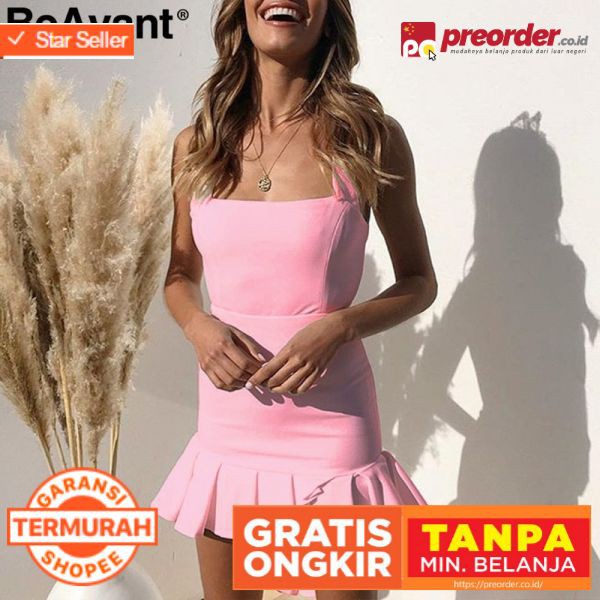 BeAvant®
Star Seller
preorder.co.id
PO
mudahnya belanja produk dari luar negeri
GARANSI
TERMURAH
SHOPEE
GRATIS
ONGKIR
TANPA
MIN. BELANJA
https://preorder.co.id/